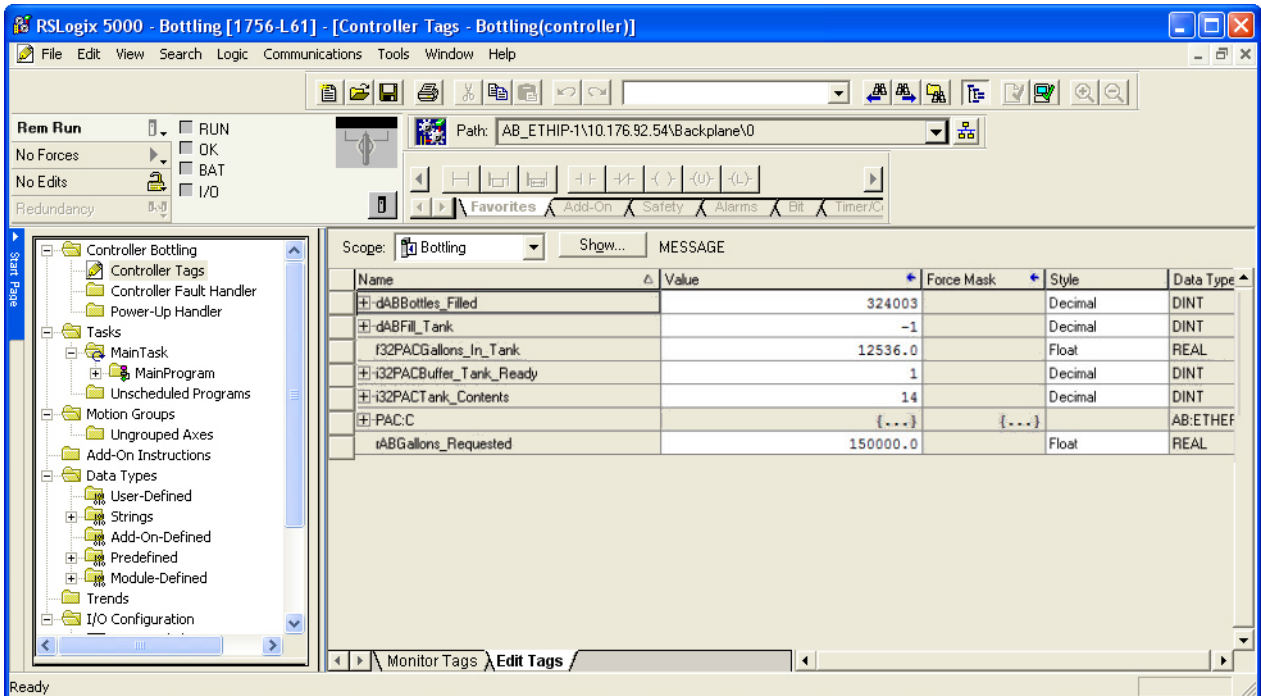 RSLogix 5000 - Bottling [1756-L61] - [Controller Tags - Bottling(controller)]
File Edit View Search Logic Communications Tools Window Help
Rem Run
RUN
No Forces
OK
No Edits
BAT
Redundancy
I/O
Path: AB_ETHIP-1\10.176.92.54\Backplane\0
Favorites Add-On Safety Alarms Bit Timer/C
Start Page
Controller Bottling
Controller Tags
Controller Fault Handler
Power-Up Handler
Tasks
MainTask
MainProgram
Unscheduled Programs
Motion Groups
Ungrouped Axes
Add-On Instructions
Data Types
User-Defined
Strings
Add-On-Defined
Predefined
Module-Defined
Trends
I/O Configuration
Scope: Bottling Show... MESSAGE
Name Value Force Mask Style Data Type
dABBottles_Filled 324003 Decimal DINT
dABFill_Tank -1 Decimal DINT
f32PACGallons_In_Tank 12536.0 Float REAL
i32PACBuffer_Tank_Ready 1 Decimal DINT
i32PACTank_Contents 14 Decimal DINT
PAC:C {...} {...} AB:ETHER
rABGallons_Requested 150000.0 Float REAL
Monitor Tags Edit Tags
Ready